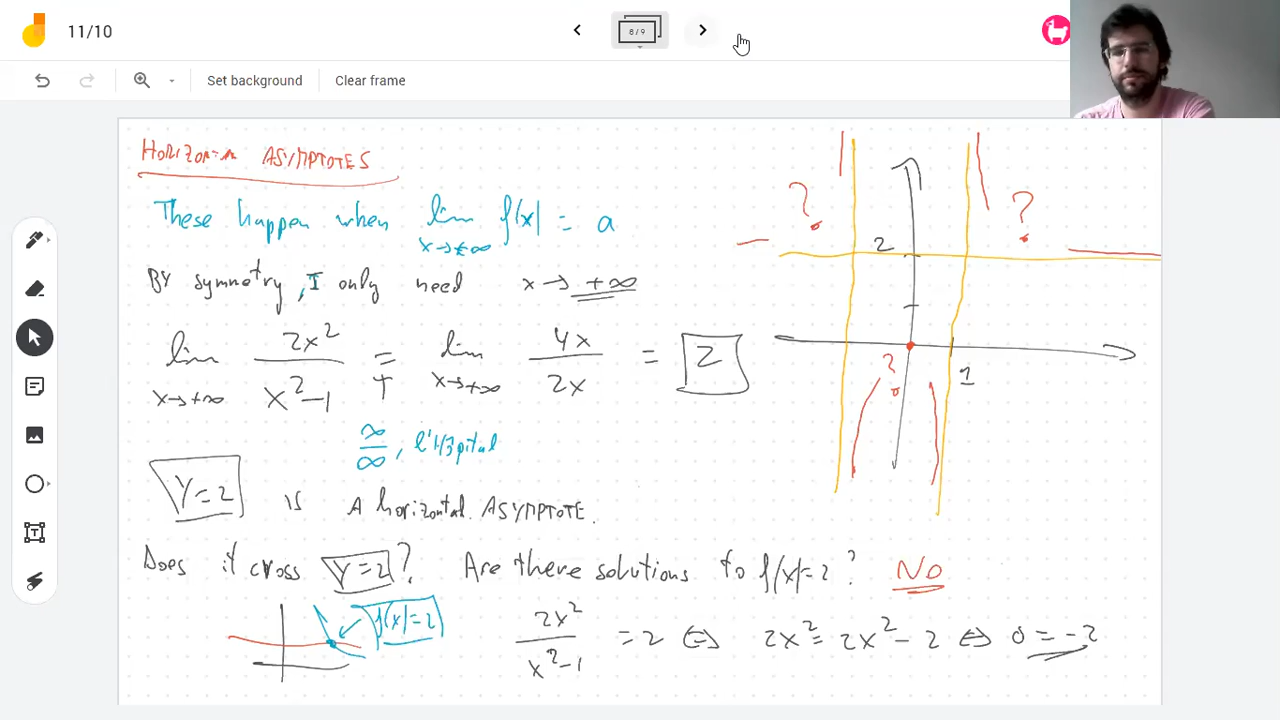 11/10
8/9
Set background
Clear frame
HORIZONTAL ASYMPTOTES
These happen when lim x→±∞ f(x) = a
BY symmetry, I only need x → +∞
lim x→+∞ 2x²/x²-1 = lim x→+∞ 4x/2x = 2
∞/∞, l'Hôpital
Y=2 is A horizontal ASYMPTOTE.
Does it cross Y=2? Are there solutions to f(x)=2? No
f(x)=2
2x²/x²-1 = 2 ⇔ 2x² = 2x² - 2 ⇔ 0 = -2
? ?
2
? 1